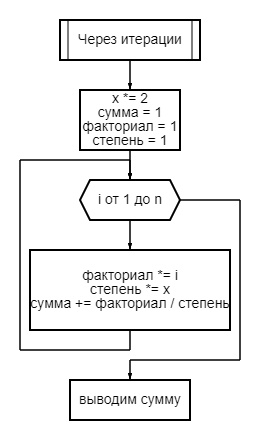 Через итерации
x *= 2
сумма = 1
факториал = 1
степень = 1
i от 1 до n
факториал *= i
степень *= x
сумма += факториал / степень
выводим сумму